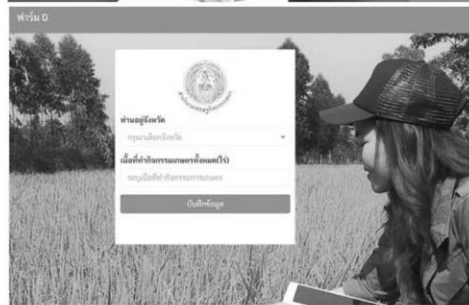 ฟาร์ม D
ท่านอยู่จังหวัด
กรุณาเลือกจังหวัด
เนื้อที่ทำกิจกรรมเกษตรทั้งหมด(ไร่)
ระบุเนื้อที่ทำกิจกรรมการเกษตร
บันทึกข้อมูล